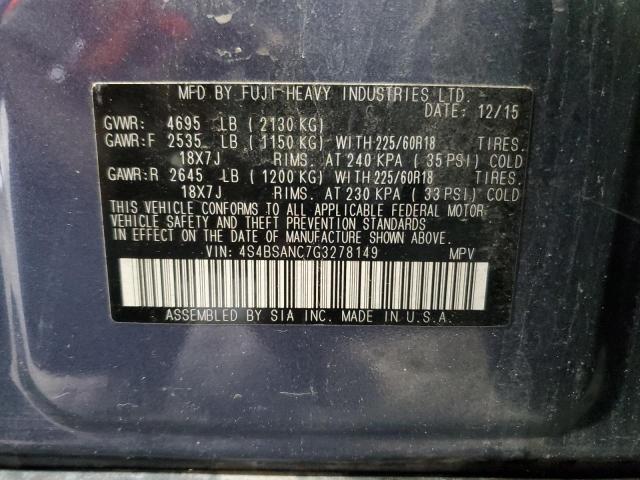 MFD BY FUJI HEAVY INDUSTRIES LTD.
DATE: 12/15
GVWR: 4695 LB ( 2130 KG)
GAWR:F 2535 LB ( 1150 KG) WITH 225/60R18 TIRES.
18X7J RIMS. AT 240 KPA ( 35 PSI) COLD
GAWR:R 2645 LB ( 1200 KG) WITH 225/60R18 TIRES.
18X7J RIMS. AT 230 KPA ( 33 PSI) COLD
THIS VEHICLE CONFORMS TO ALL APPLICABLE FEDERAL MOTOR
VEHICLE SAFETY AND THEFT PREVENTION STANDARDS
IN EFFECT ON THE DATE OF MANUFACTURE SHOWN ABOVE.
VIN: 4S4BSANC7G3278149 MPV
ASSEMBLED BY SIA INC. MADE IN U.S.A.